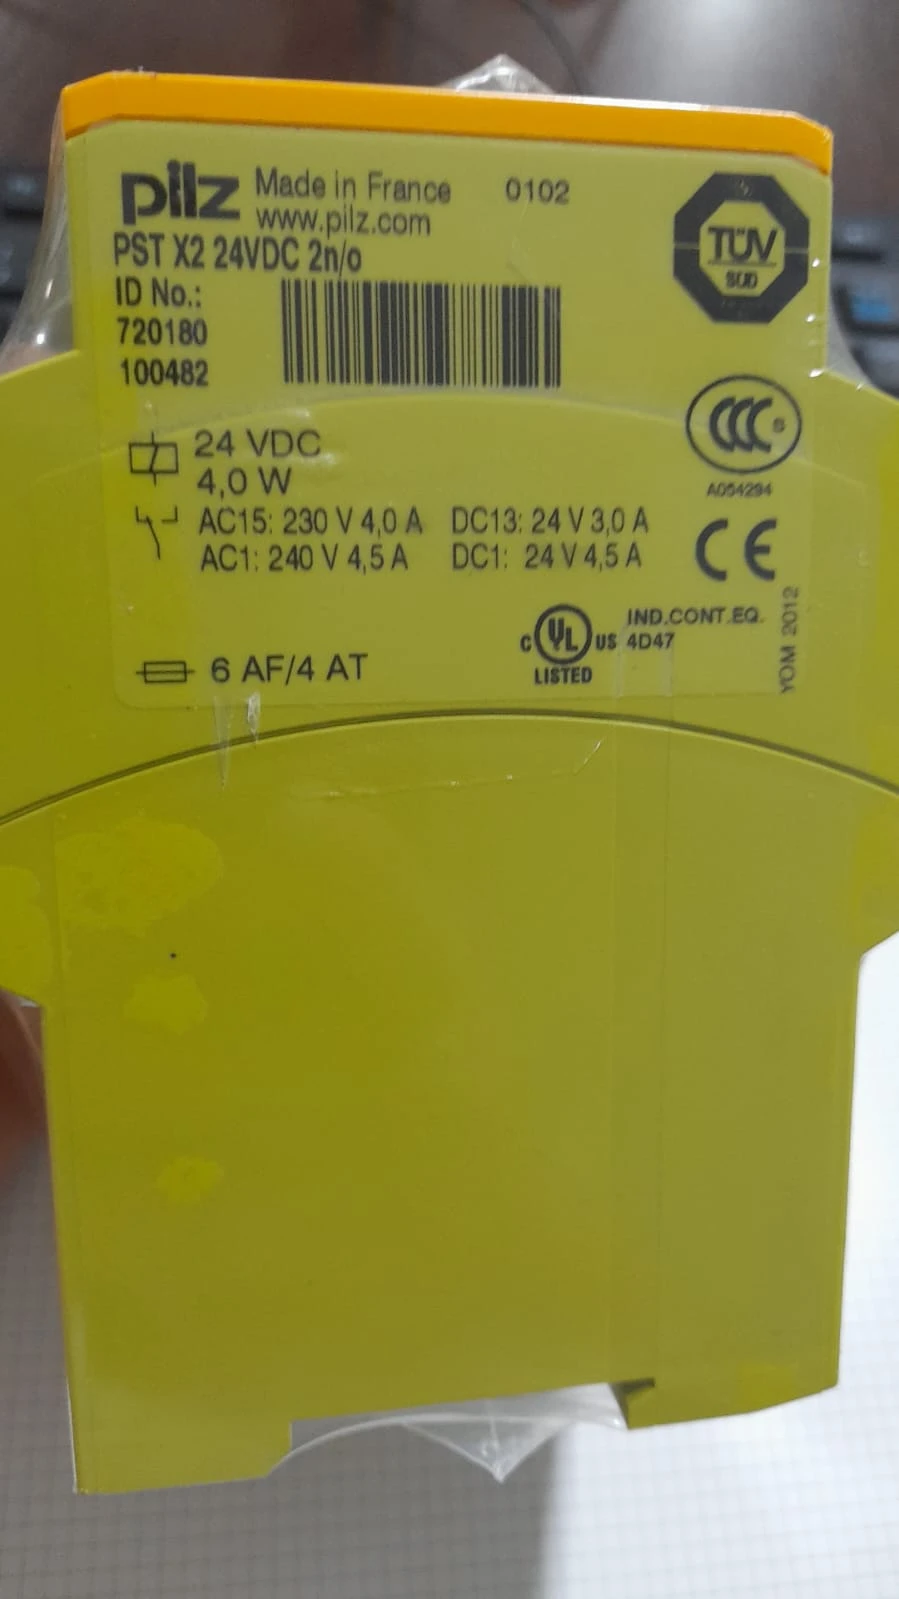 pilz Made in France 0102
www.pilz.com
PST X2 24VDC 2n/o
ID No.:
720180
100482
TÜV
SÜD
CCC S
A054294
24 VDC
4,0 W
AC15: 230 V 4,0 A DC13: 24 V 3,0 A
AC1: 240 V 4,5 A DC1: 24 V 4,5 A
CE
YOM 2012
C UL US LISTED
IND.CONT.EQ.
4D47
6 AF/4 AT